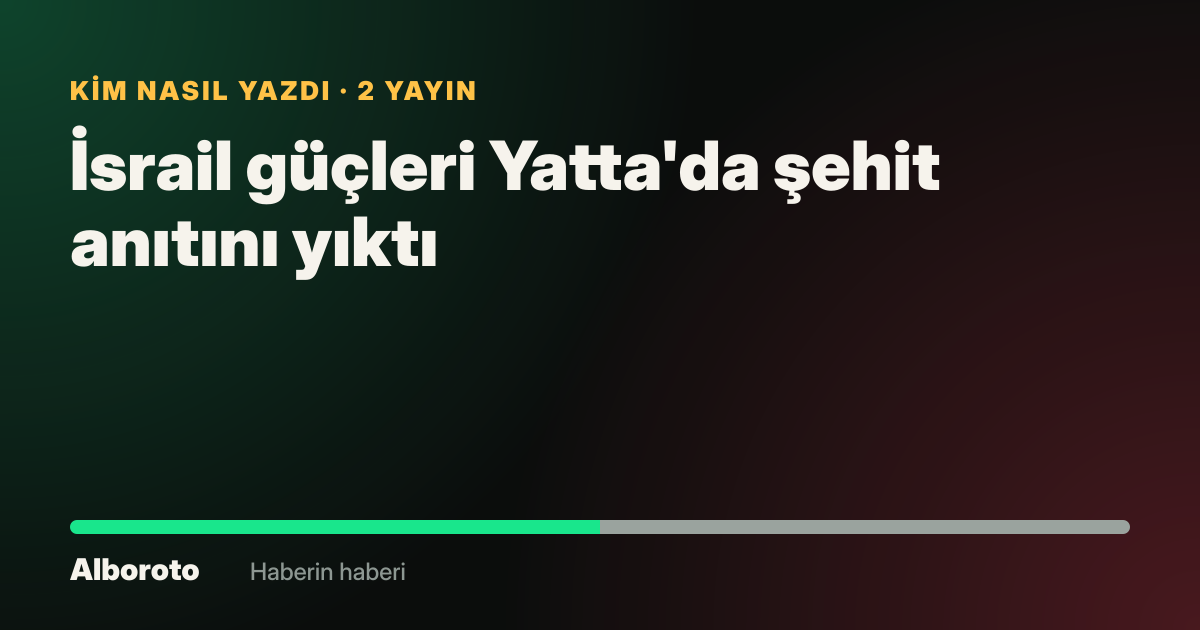 KİM NASIL YAZDI · 2 YAYIN
İsrail güçleri Yatta'da şehit
anıtını yıktı
Alboroto
Haberin haberi